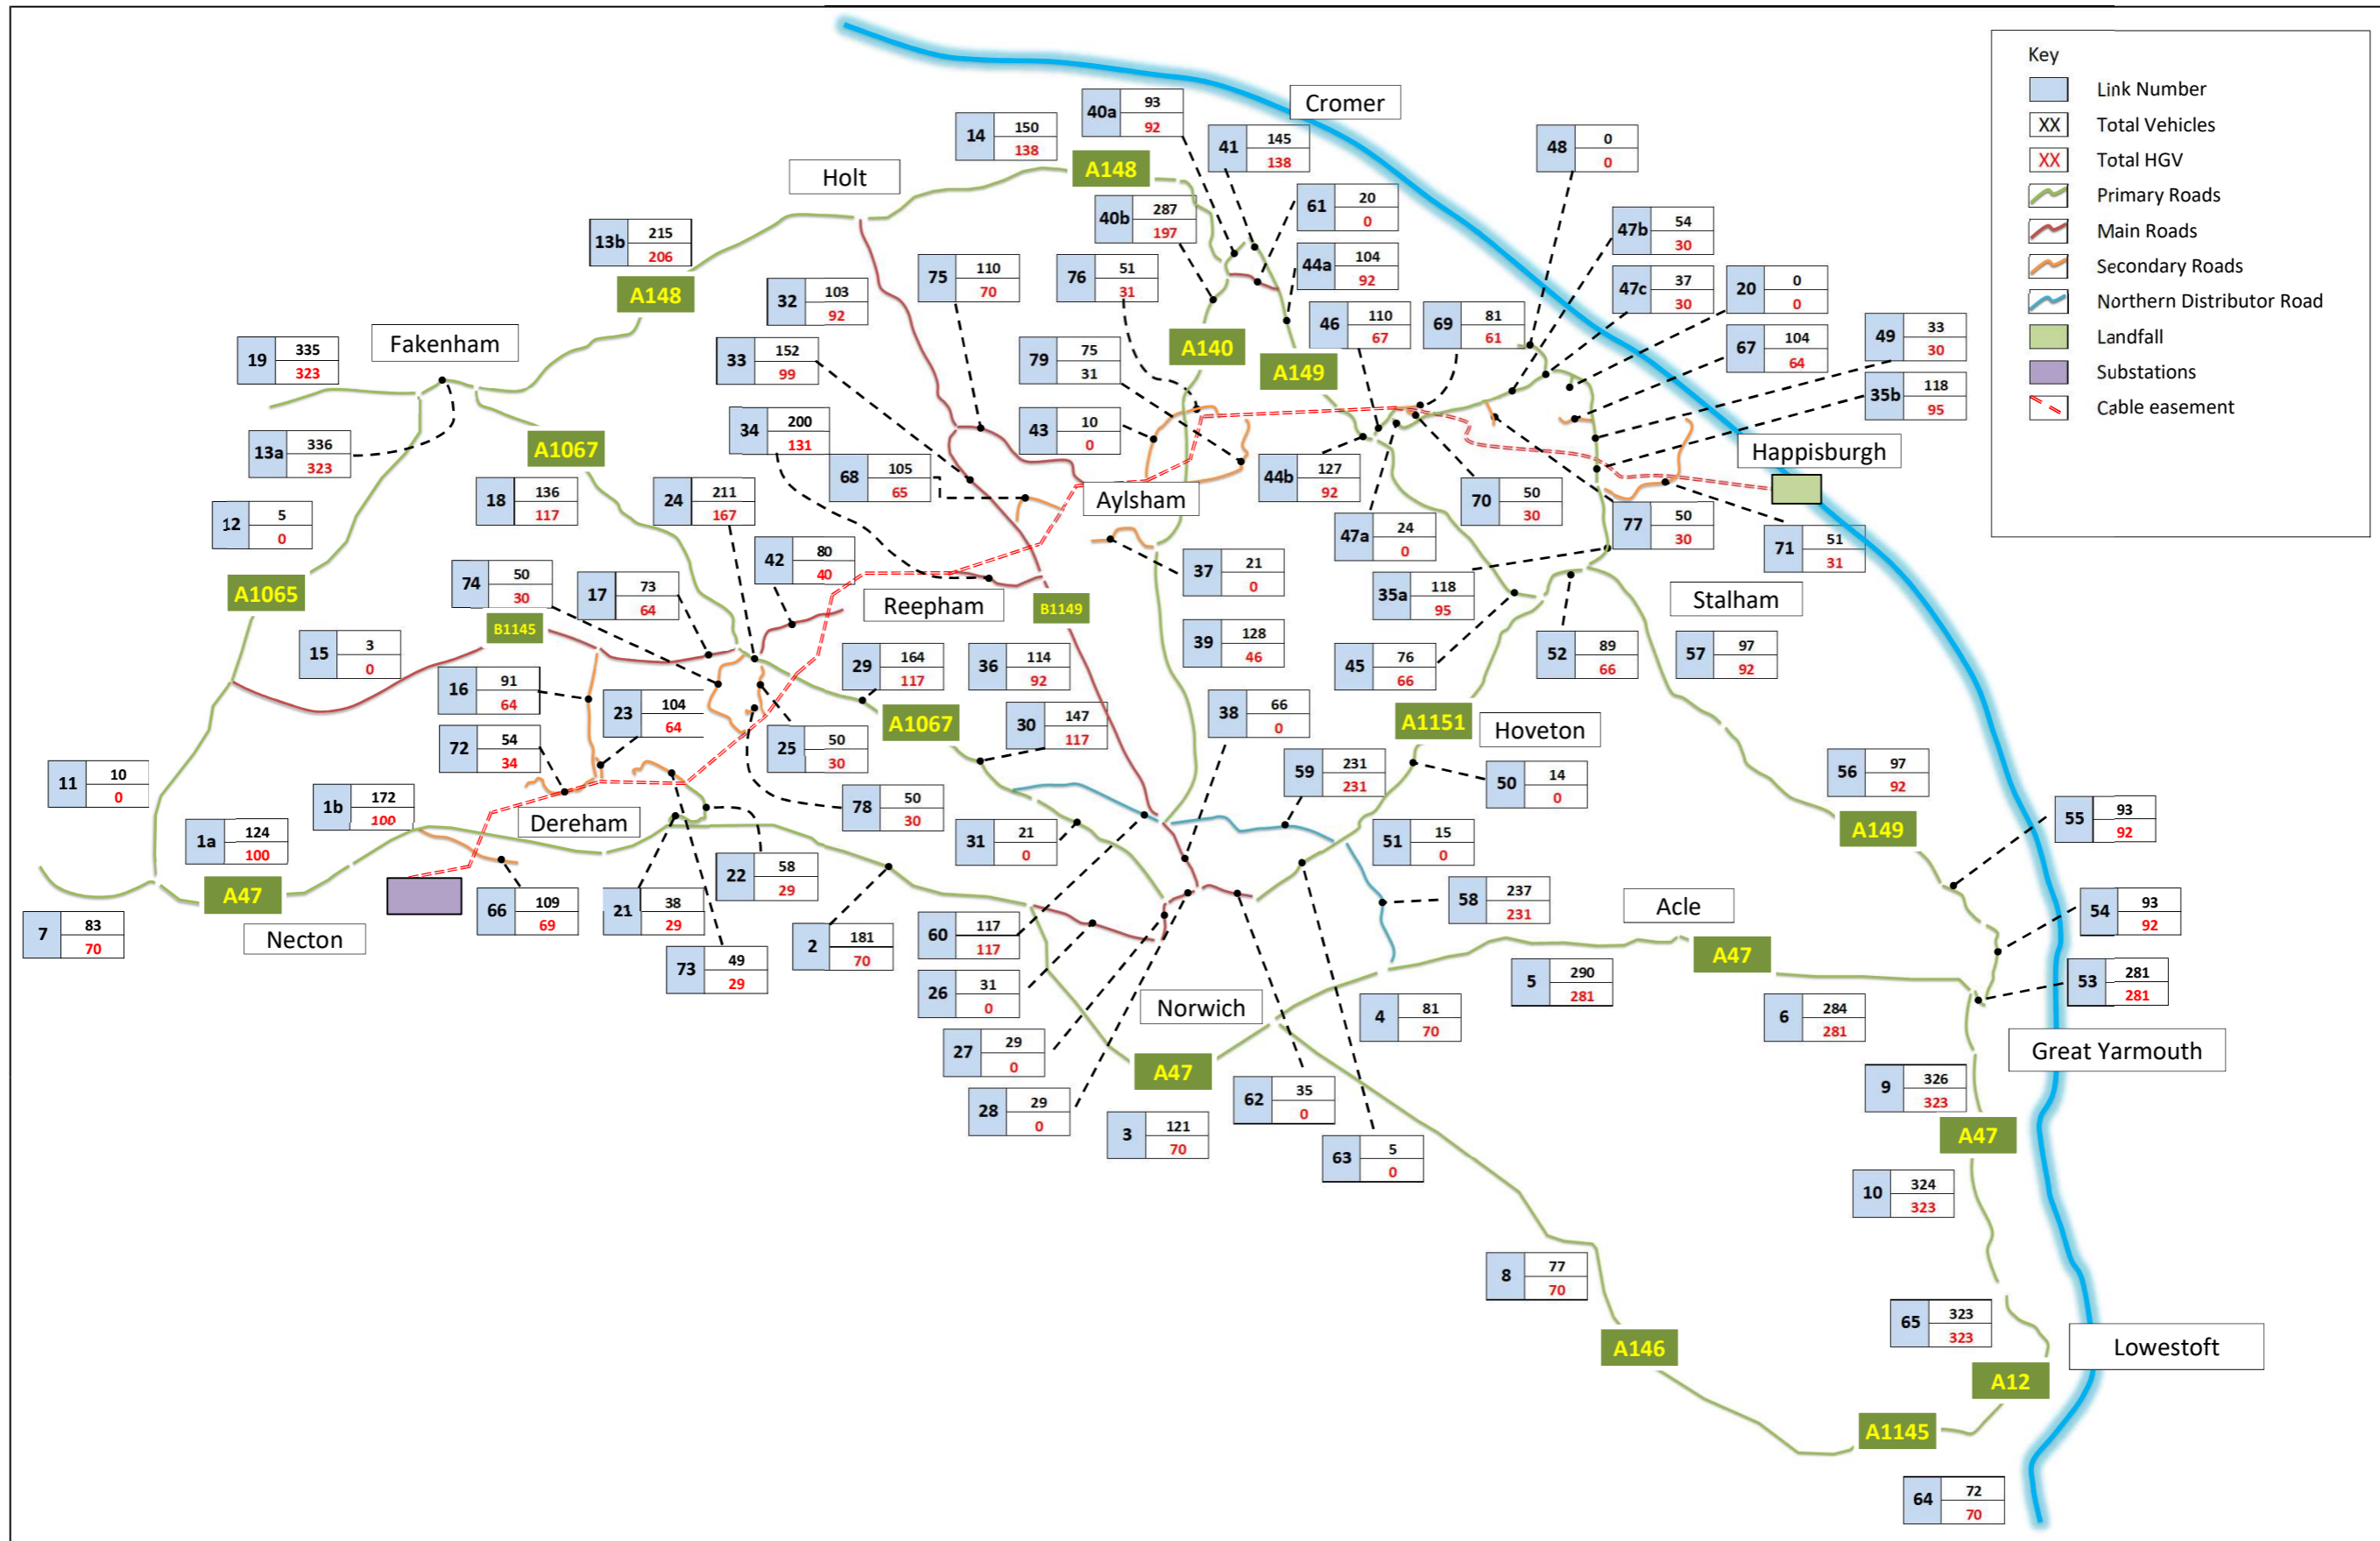 Key
Link Number
XX Total Vehicles
XX Total HGV
Primary Roads
Main Roads
Secondary Roads
Northern Distributor Road
Landfall
Substations
Cable easement
Cromer
40a 93 92
14 150 138
41 145 138
48 0 0
A148
Holt
61 20 0
40b 287 197
47b 54 30
13b 215 206
44a 104 92
75 110 70
76 51 31
47c 37 30
20 0 0
A148
32 103 92
46 110 67
69 81 61
67 104 64
49 33 30
Fakenham
A140
19 335 323
33 152 99
79 75 31
A149
35b 118 95
34 200 131
43 10 0
13a 336 323
A1067
68 105 65
Happisburgh
44b 127 92
18 136 117
24 211 167
Aylsham
70 50 30
77 50 30
12 5 0
47a 24 0
71 51 31
42 80 40
37 21 0
74 50 30
17 73 64
A1065
Reepham
B1149
35a 118 95
Stalham
B1145
15 3 0
29 164 117
36 114 92
39 128 46
45 76 66
52 89 66
57 97 92
16 91 64
23 104 64
38 66 0
72 54 34
25 50 30
A1067
30 147 117
A1151
Hoveton
11 10 0
59 231 231
50 14 0
56 97 92
1b 172 100
78 50 30
1a 124 100
Dereham
31 21 0
51 15 0
A149
55 93 92
22 58 29
A47
66 109 69
21 38 29
58 237 231
Acle
54 93 92
7 83 70
Necton
2 181 70
60 117 117
73 49 29
26 31 0
A47
5 290 281
53 281 281
Norwich
4 81 70
6 284 281
27 29 0
Great Yarmouth
A47
28 29 0
62 35 0
9 326 323
3 121 70
A47
63 5 0
10 324 323
8 77 70
65 323 323
A146
Lowestoft
A12
A1145
64 72 70